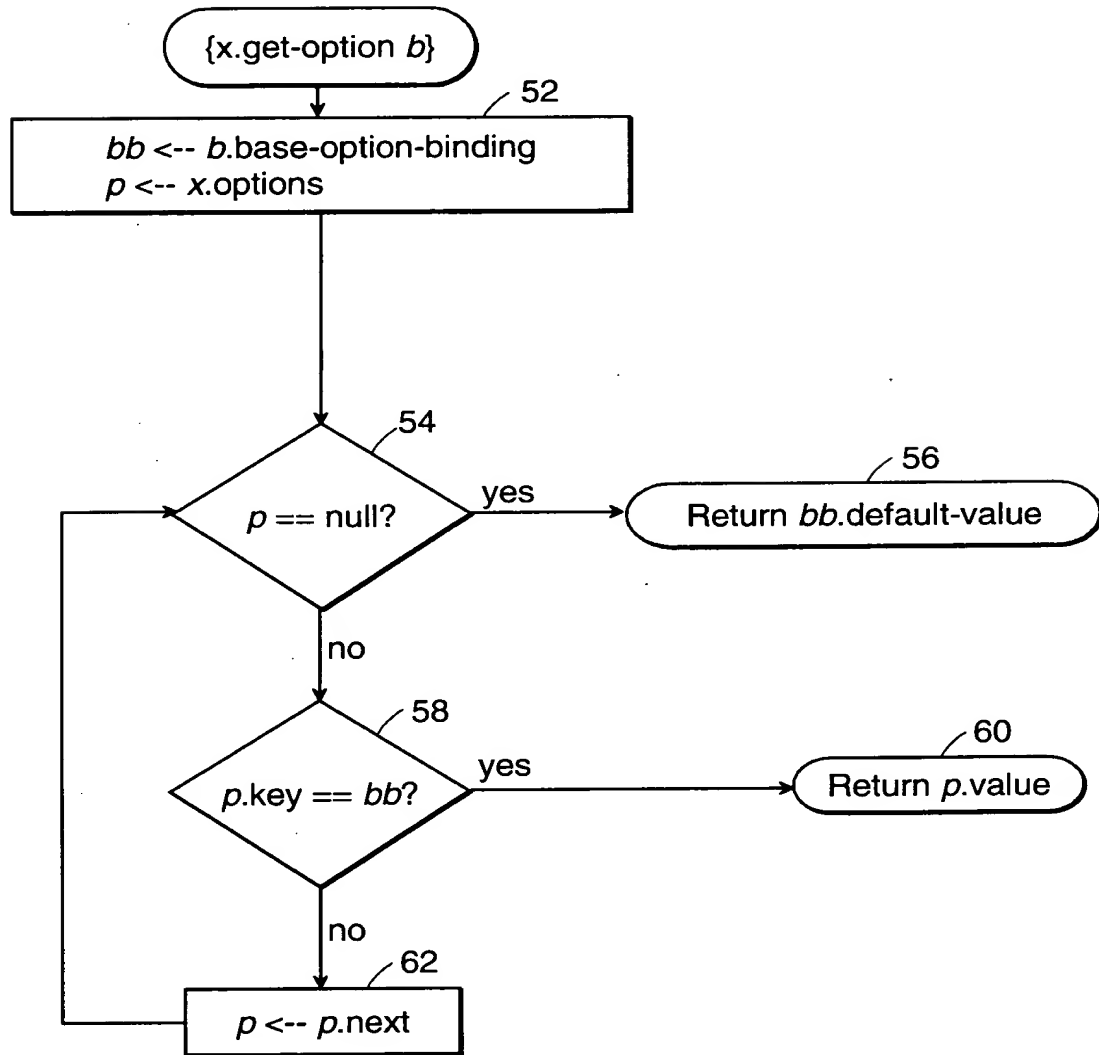 {x.get-option b}
52
bb <-- b.base-option-binding
p <-- x.options
54
p == null?
yes
56
Return bb.default-value
no
58
p.key == bb?
yes
60
Return p.value
no
62
p <-- p.next